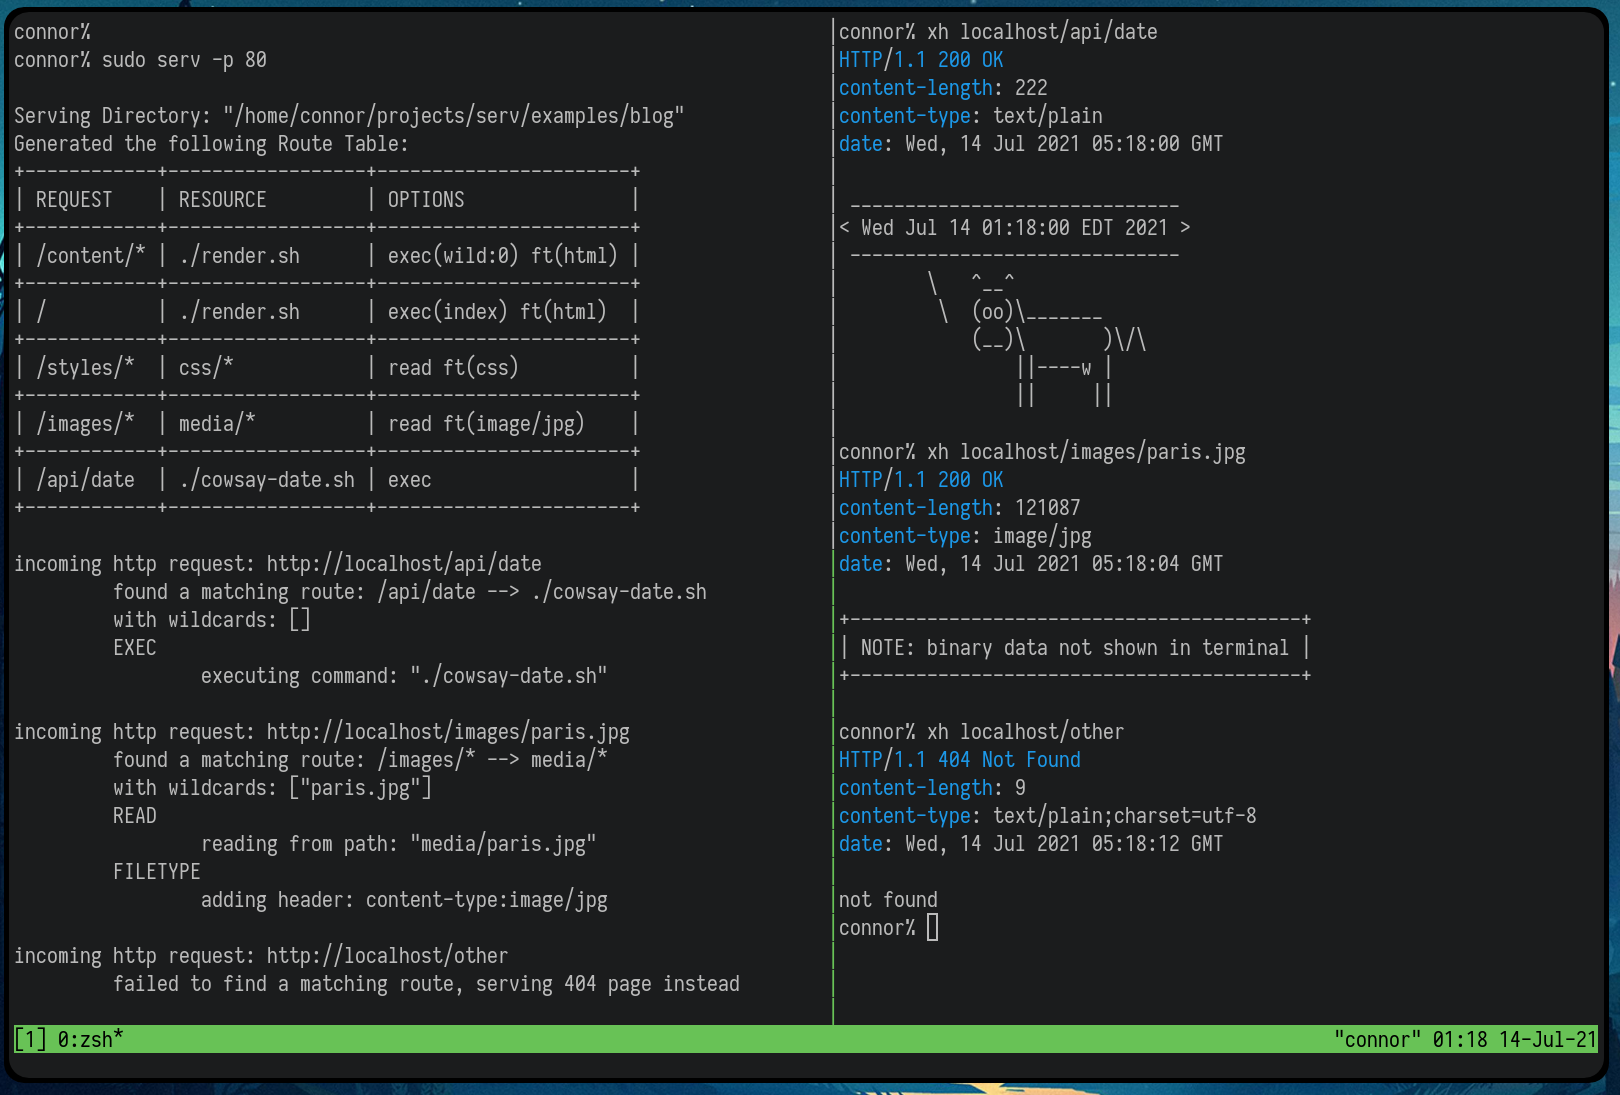 connor%
connor% sudo serv -p 80

Serving Directory: "/home/connor/projects/serv/examples/blog"
Generated the following Route Table:
+------------+------------------+-----------------------+
| REQUEST    | RESOURCE         | OPTIONS               |
+------------+------------------+-----------------------+
| /content/* | ./render.sh      | exec(wild:0) ft(html) |
+------------+------------------+-----------------------+
| /          | ./render.sh      | exec(index) ft(html)  |
+------------+------------------+-----------------------+
| /styles/*  | css/*            | read ft(css)          |
+------------+------------------+-----------------------+
| /images/*  | media/*          | read ft(image/jpg)    |
+------------+------------------+-----------------------+
| /api/date  | ./cowsay-date.sh | exec                  |
+------------+------------------+-----------------------+

incoming http request: http://localhost/api/date
         found a matching route: /api/date --> ./cowsay-date.sh
         with wildcards: []
         EXEC
                 executing command: "./cowsay-date.sh"

incoming http request: http://localhost/images/paris.jpg
         found a matching route: /images/* --> media/*
         with wildcards: ["paris.jpg"]
         READ
                 reading from path: "media/paris.jpg"
         FILETYPE
                 adding header: content-type:image/jpg

incoming http request: http://localhost/other
         failed to find a matching route, serving 404 page instead

connor% xh localhost/api/date
HTTP/1.1 200 OK
content-length: 222
content-type: text/plain
date: Wed, 14 Jul 2021 05:18:00 GMT

 ______________________________
< Wed Jul 14 01:18:00 EDT 2021 >
 ------------------------------
        \   ^__^
         \  (oo)\_______
            (__)\       )\/\
                ||----w |
                ||     ||

connor% xh localhost/images/paris.jpg
HTTP/1.1 200 OK
content-length: 121087
content-type: image/jpg
date: Wed, 14 Jul 2021 05:18:04 GMT

+-----------------------------------------+
| NOTE: binary data not shown in terminal |
+-----------------------------------------+

connor% xh localhost/other
HTTP/1.1 404 Not Found
content-length: 9
content-type: text/plain;charset=utf-8
date: Wed, 14 Jul 2021 05:18:12 GMT

not found
connor%
[1] 0:zsh* "connor" 01:18 14-Jul-21